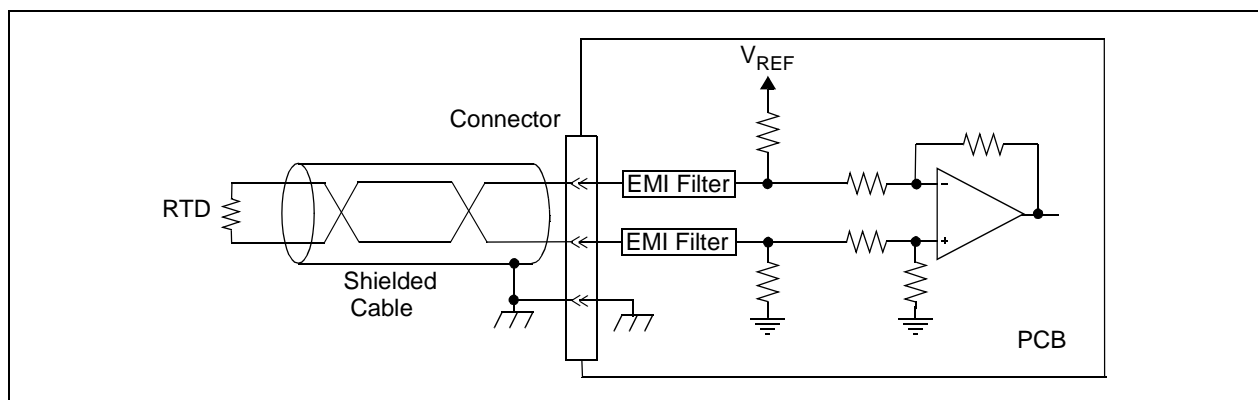 VREF
Connector
EMI Filter
RTD
EMI Filter
Shielded
Cable
PCB
−
+